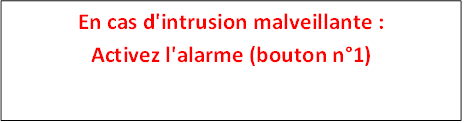 En cas d'intrusion malveillante :
Activez l'alarme (bouton n°1)